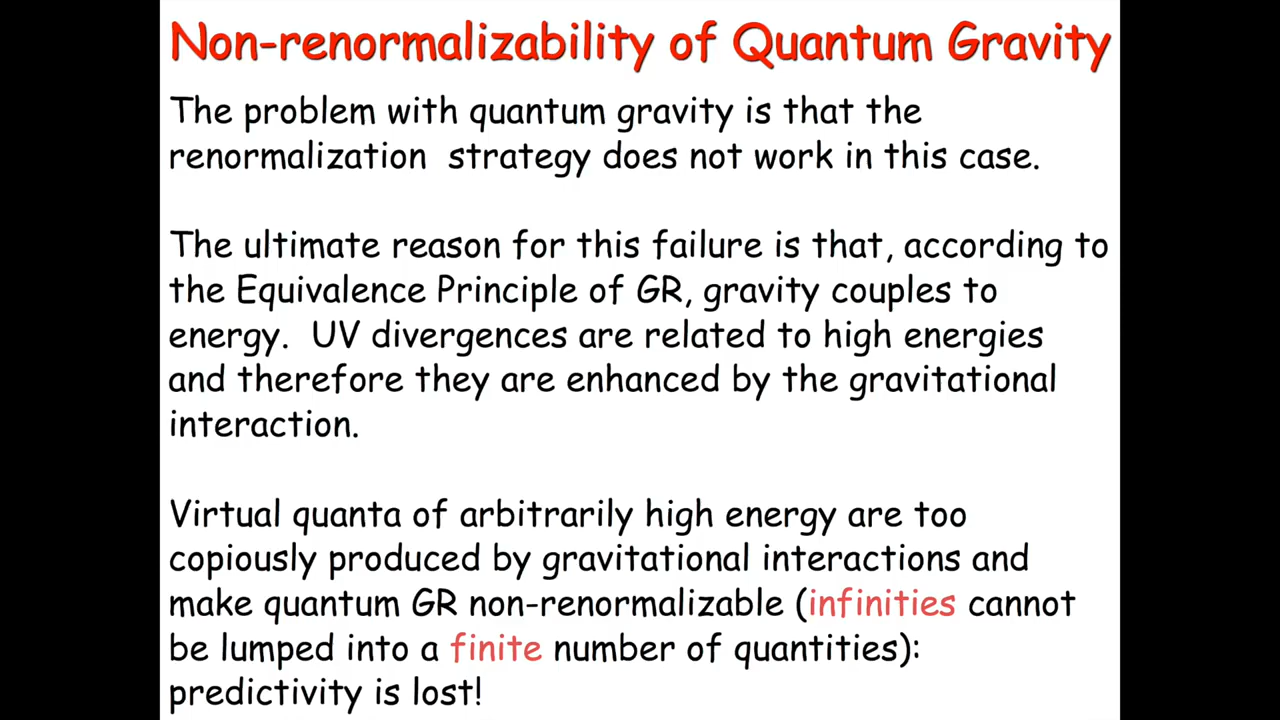 Non-renormalizability of Quantum Gravity
The problem with quantum gravity is that the
renormalization strategy does not work in this case.
The ultimate reason for this failure is that, according to
the Equivalence Principle of GR, gravity couples to
energy. UV divergences are related to high energies
and therefore they are enhanced by the gravitational
interaction.
Virtual quanta of arbitrarily high energy are too
copiously produced by gravitational interactions and
make quantum GR non-renormalizable (infinities cannot
be lumped into a finite number of quantities):
predictivity is lost!